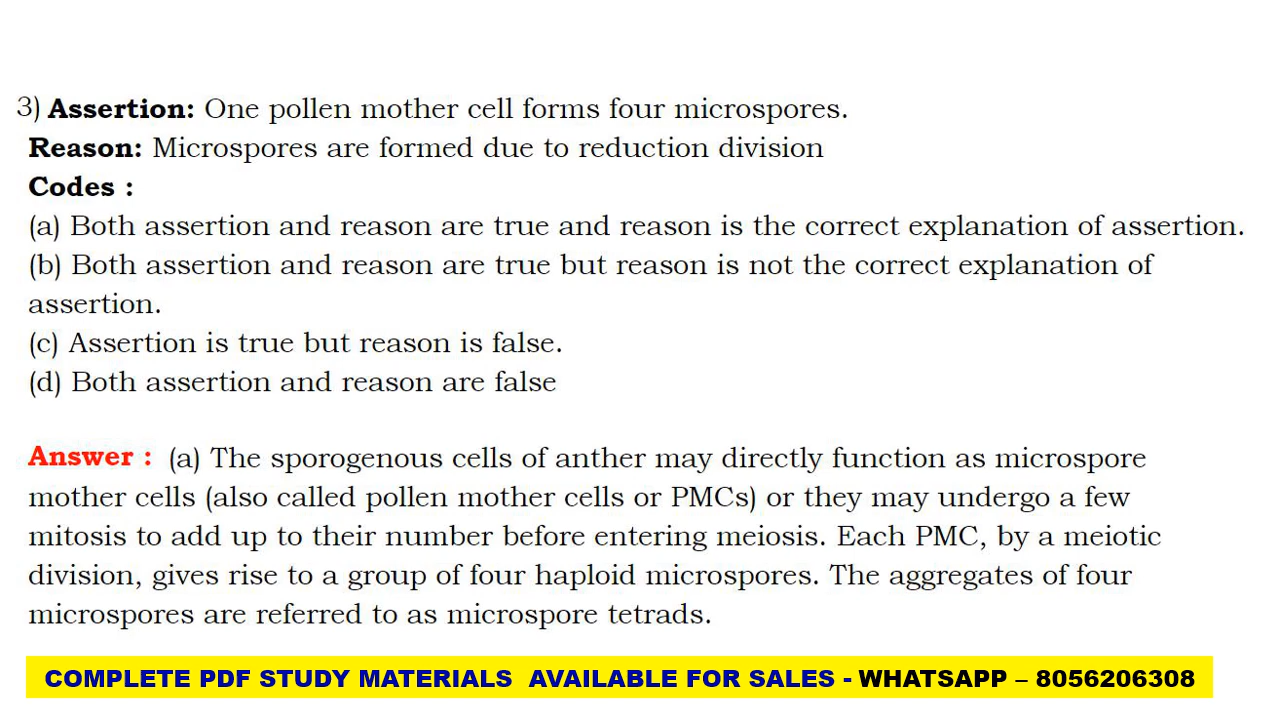 3) Assertion: One pollen mother cell forms four microspores.
Reason: Microspores are formed due to reduction division
Codes :
(a) Both assertion and reason are true and reason is the correct explanation of assertion.
(b) Both assertion and reason are true but reason is not the correct explanation of
assertion.
(c) Assertion is true but reason is false.
(d) Both assertion and reason are false
Answer : (a) The sporogenous cells of anther may directly function as microspore
mother cells (also called pollen mother cells or PMCs) or they may undergo a few
mitosis to add up to their number before entering meiosis. Each PMC, by a meiotic
division, gives rise to a group of four haploid microspores. The aggregates of four
microspores are referred to as microspore tetrads.
COMPLETE PDF STUDY MATERIALS AVAILABLE FOR SALES - WHATSAPP – 8056206308